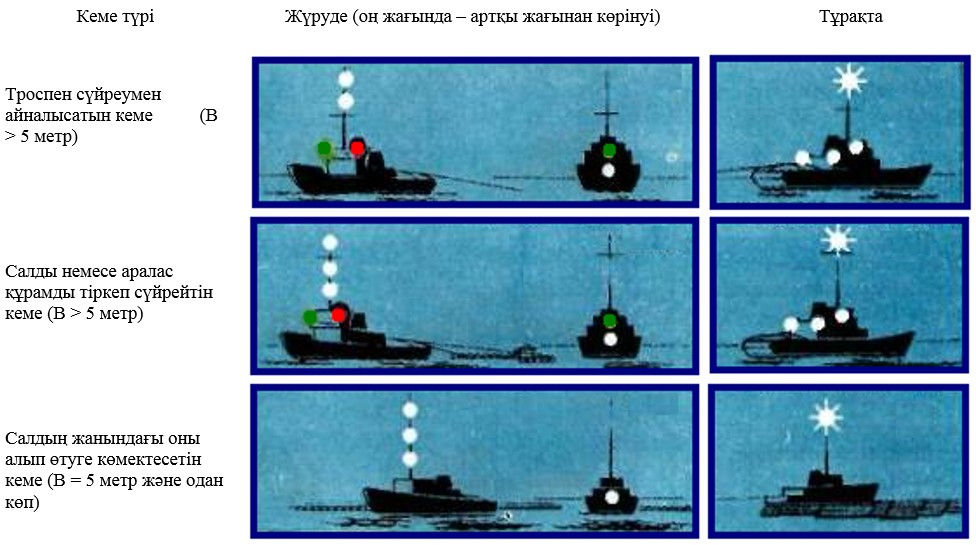 Кеме түрі
Жүруде (оң жағында – артқы жағынан көрінуі)
Тұрақта
Троспен сүйреумен
айналысатын кеме (В
> 5 метр)
Салды немесе аралас
құрамды тіркеп сүйрейтін
кеме (В > 5 метр)
Салдың жанындағы оны
алып өтуге көмектесетін
кеме (В = 5 метр және одан
көп)